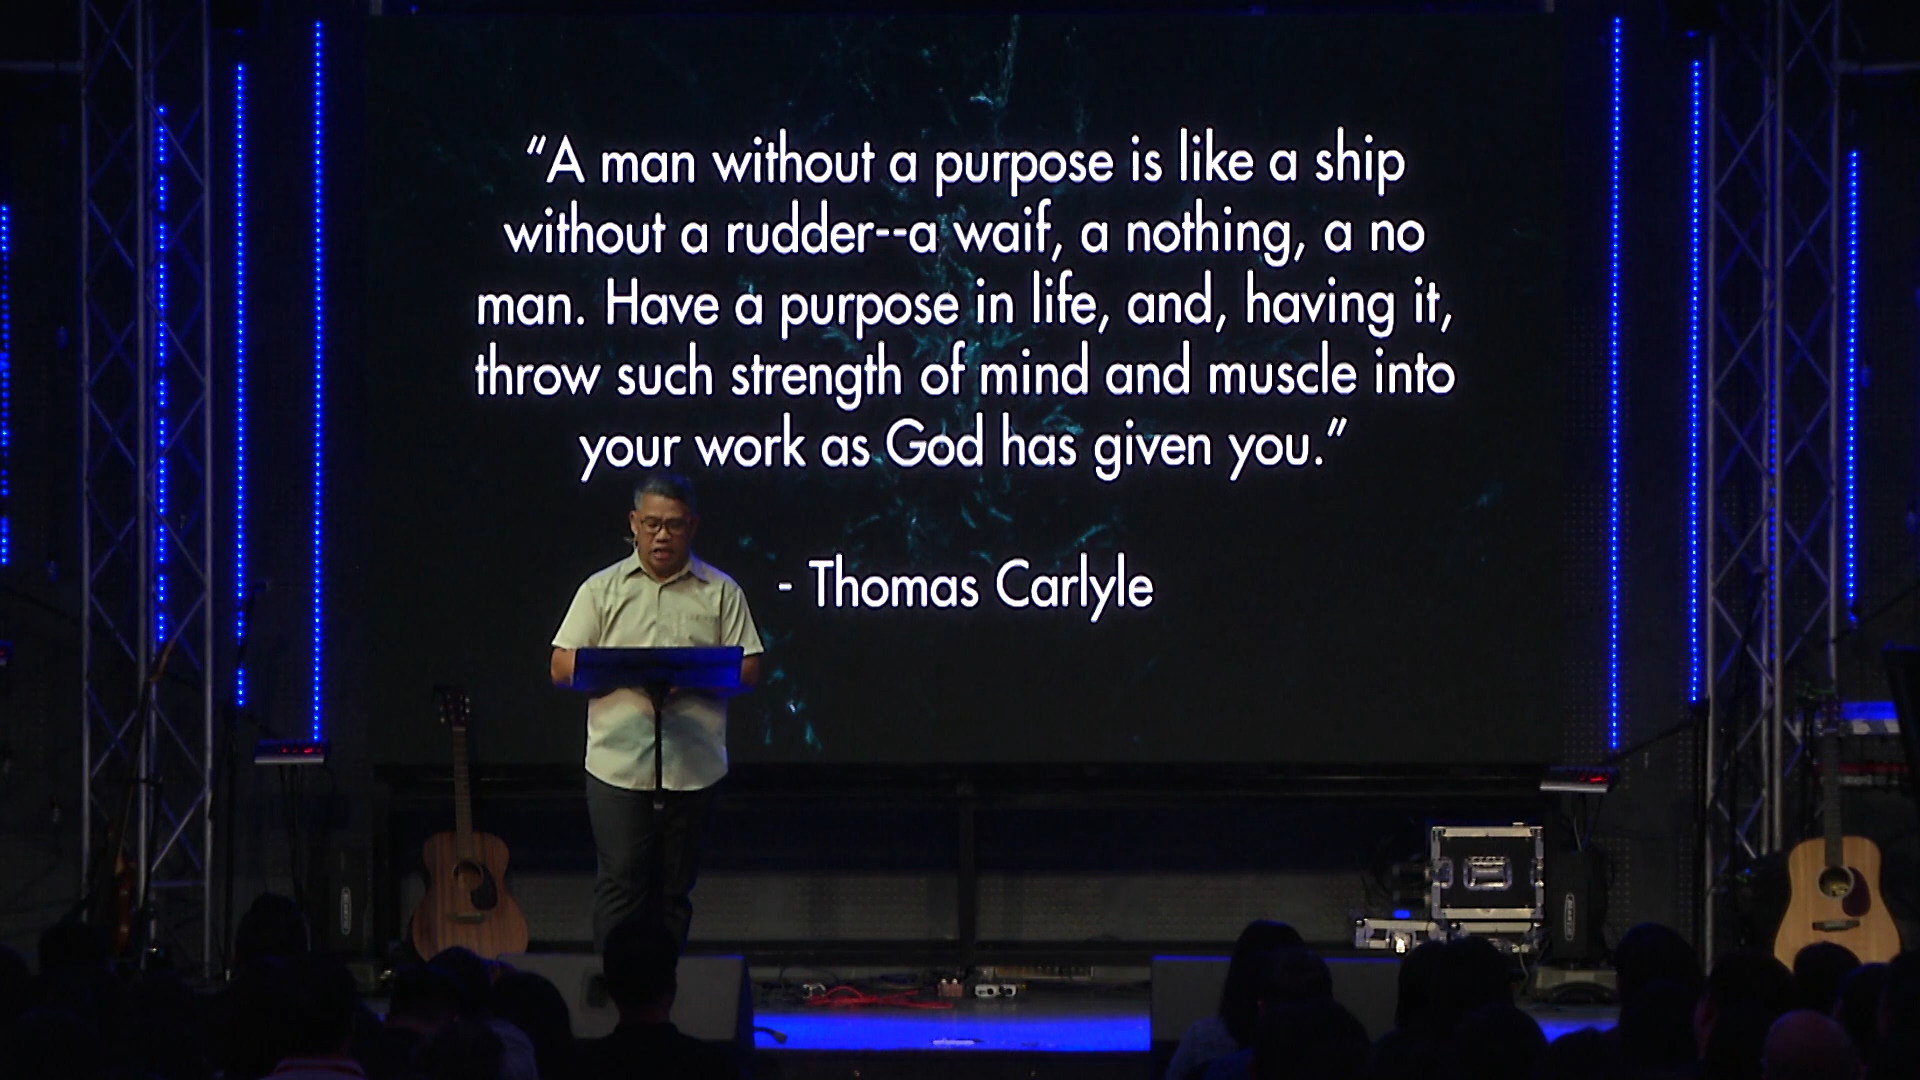 “A man without a purpose is like a ship
without a rudder--a waif, a nothing, a no
man. Have a purpose in life, and, having it,
throw such strength of mind and muscle into
your work as God has given you.”
- Thomas Carlyle